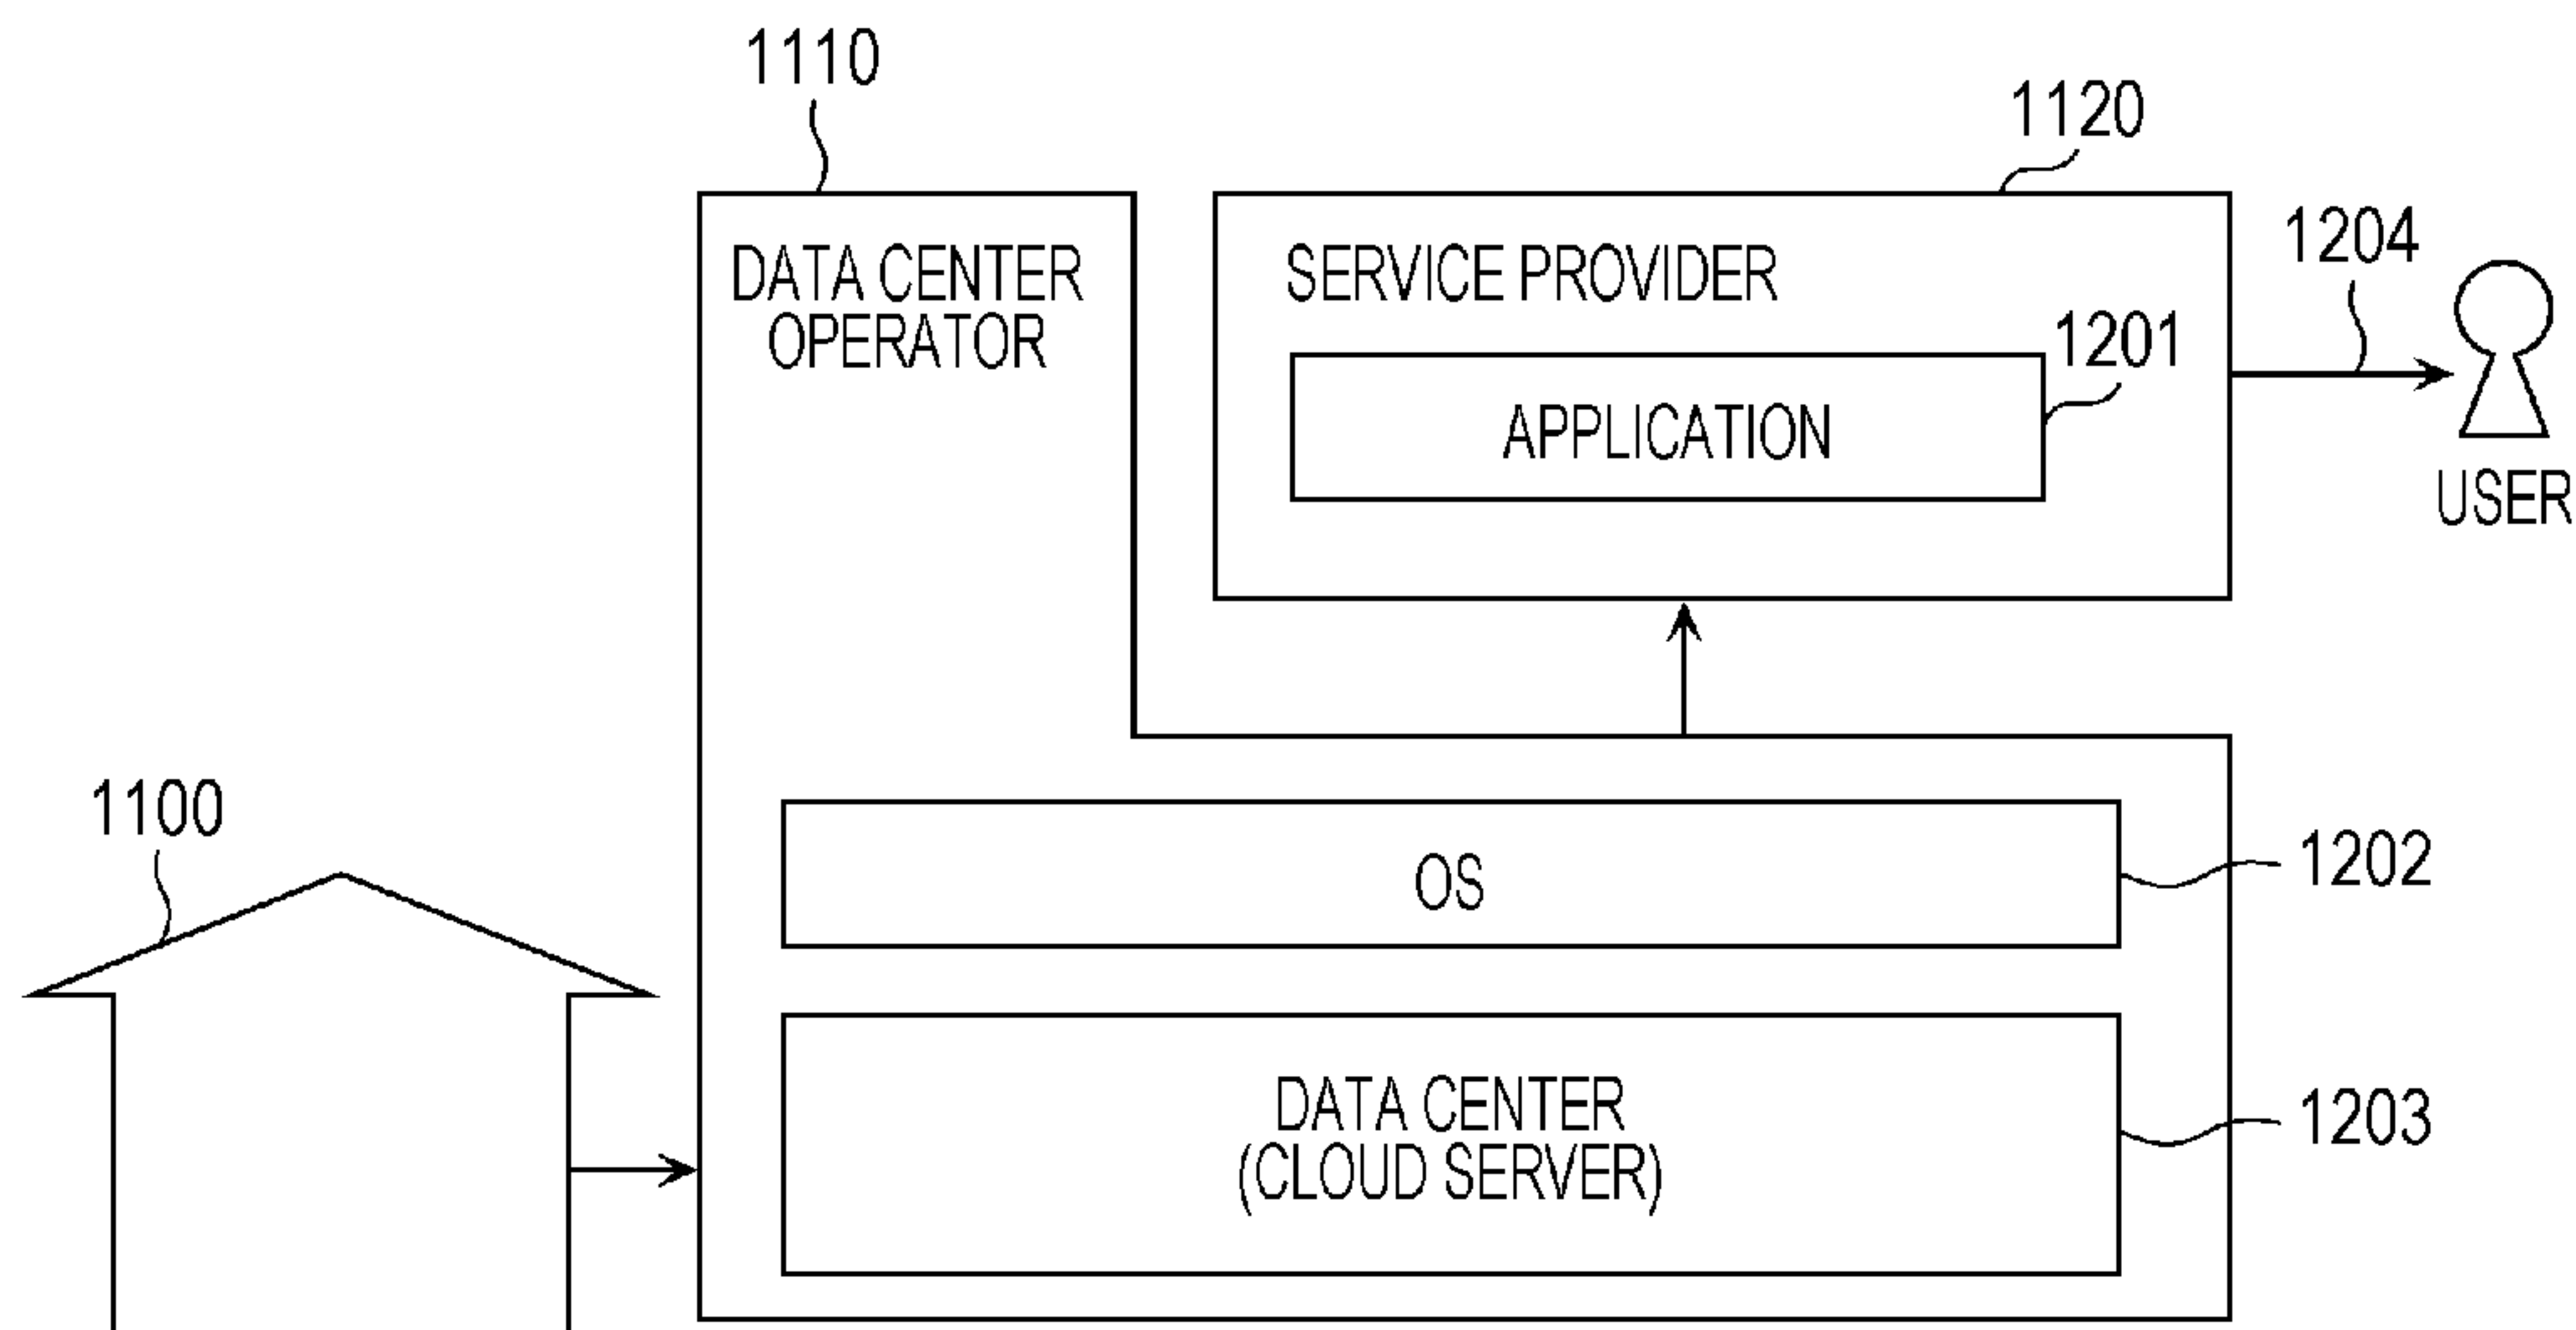 1110
1120
1204
DATA CENTER
OPERATOR
SERVICE PROVIDER
1201
APPLICATION
USER
1100
OS
1202
DATA CENTER
(CLOUD SERVER)
1203